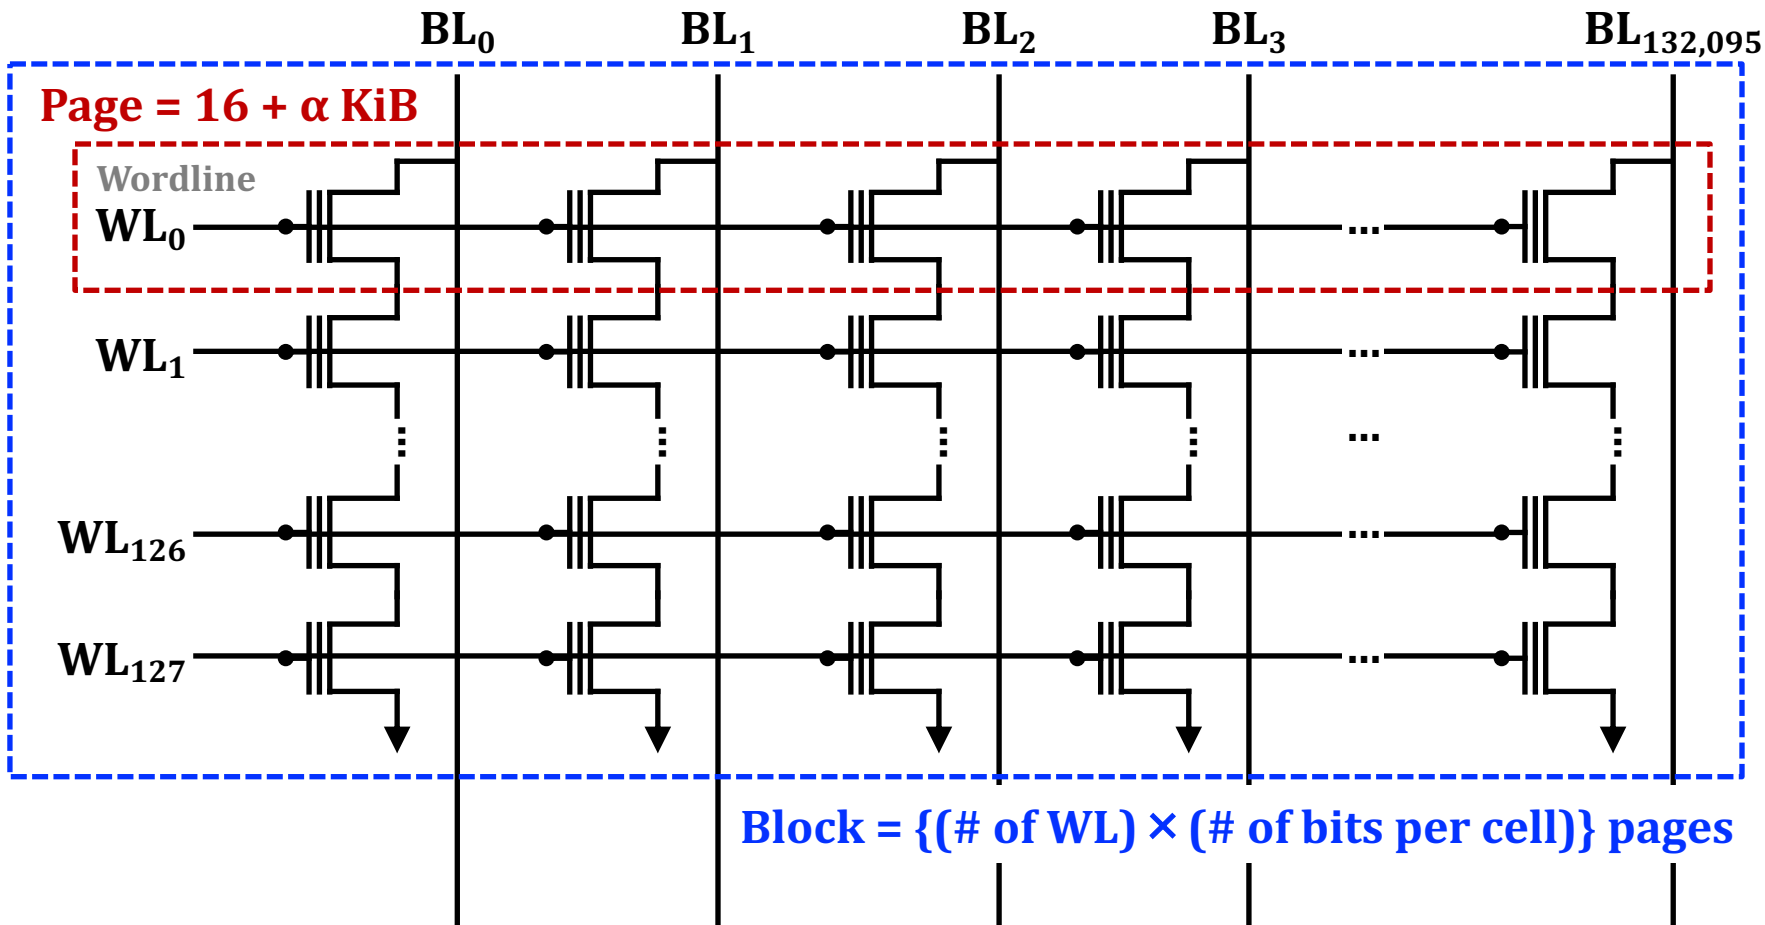 BL0 BL1 BL2 BL3 BL132,095
Page = 16 + α KiB
Wordline
WL0 ...
WL1 ...
...
WL126 ...
WL127 ...
Block = {(# of WL) × (# of bits per cell)} pages